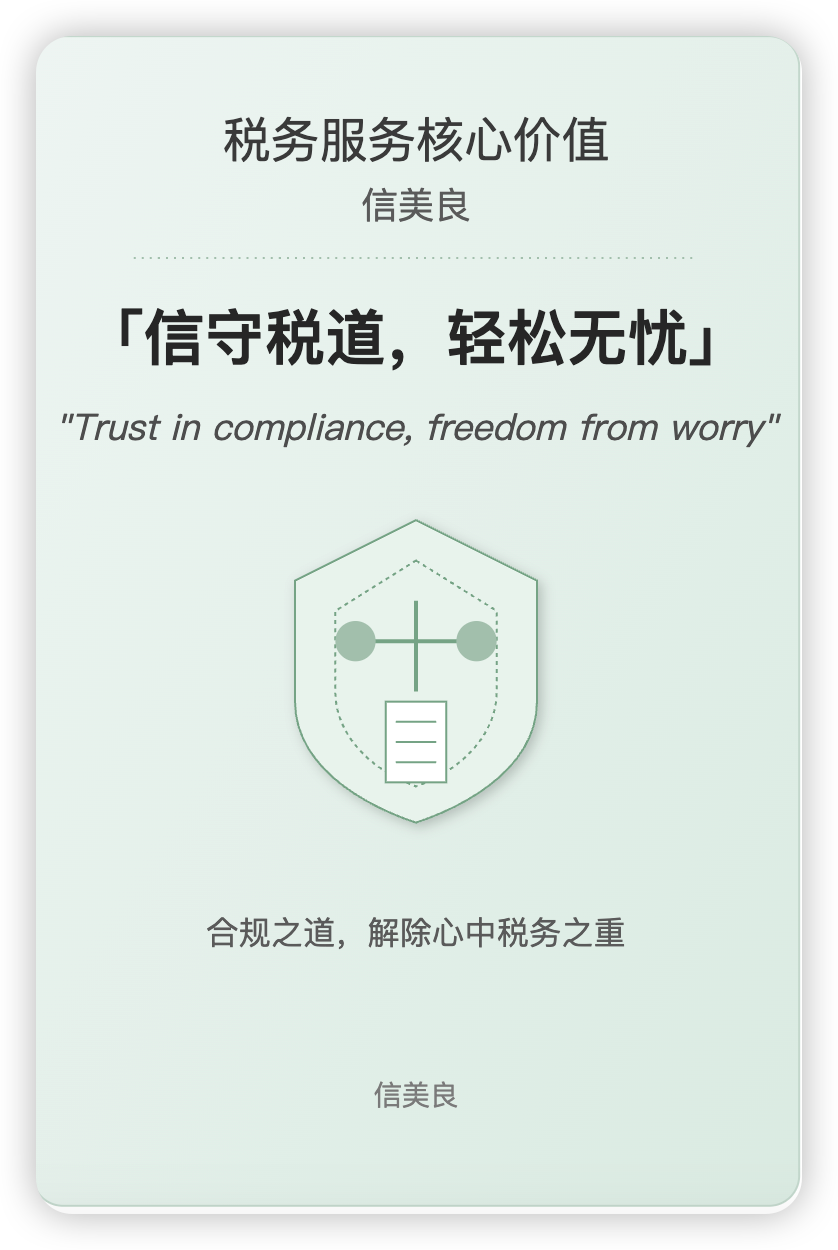 税务服务核心价值
信美良
「信守税道，轻松无忧」
"Trust in compliance, freedom from worry"
合规之道，解除心中税务之重
信美良